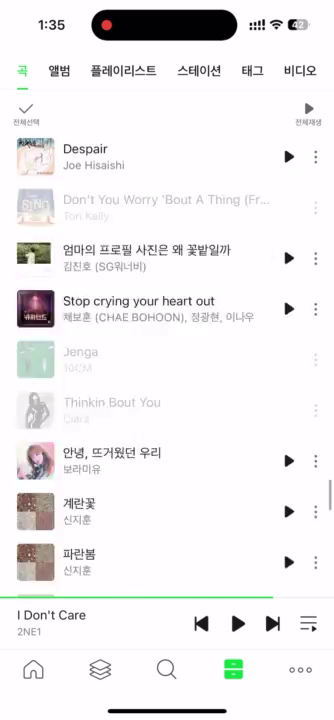 1:35
42
곡 앨범 플레이리스트 스테이션 태그 비디오
전체선택 전체재생
Despair
Joe Hisaishi
Don't You Worry 'Bout A Thing (Fr...
Tori Kelly
SING
엄마의 프로필 사진은 왜 꽃밭일까
김진호 (SG워너비)
Stop crying your heart out
채보훈 (CHAE BOHOON), 정광현, 이나우
슈퍼밴드
Jenga
10CM
Thinkin Bout You
Ciara
안녕, 뜨거웠던 우리
보라미유
계란꽃
신지훈
파란봄
신지훈
I Don't Care
2NE1